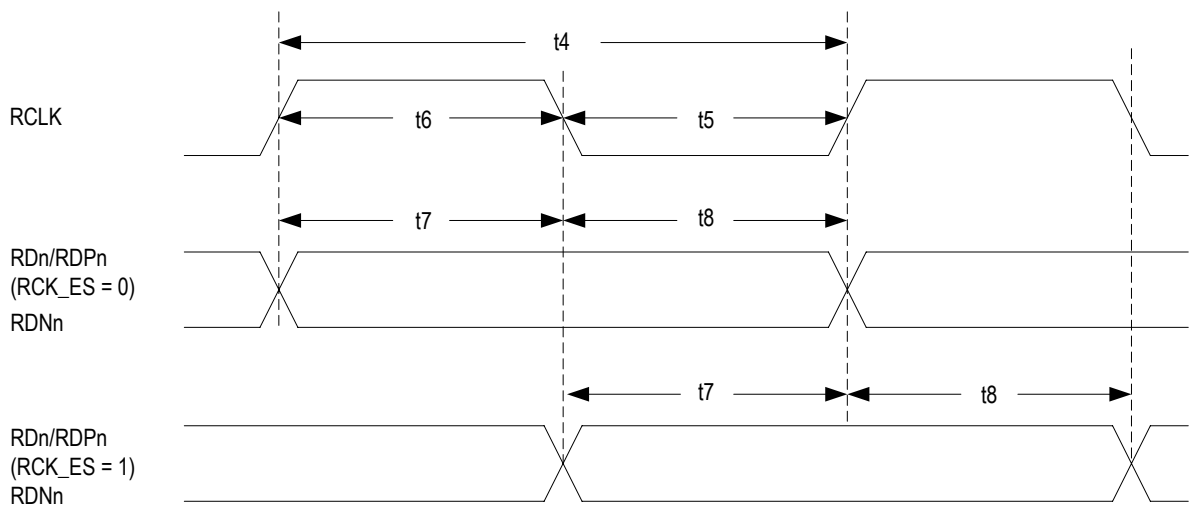 t4
RCLK
t6
t5
t7
t8
RDn/RDPn
(RCK_ES = 0)
RDNn
t7
t8
RDn/RDPn
(RCK_ES = 1)
RDNn